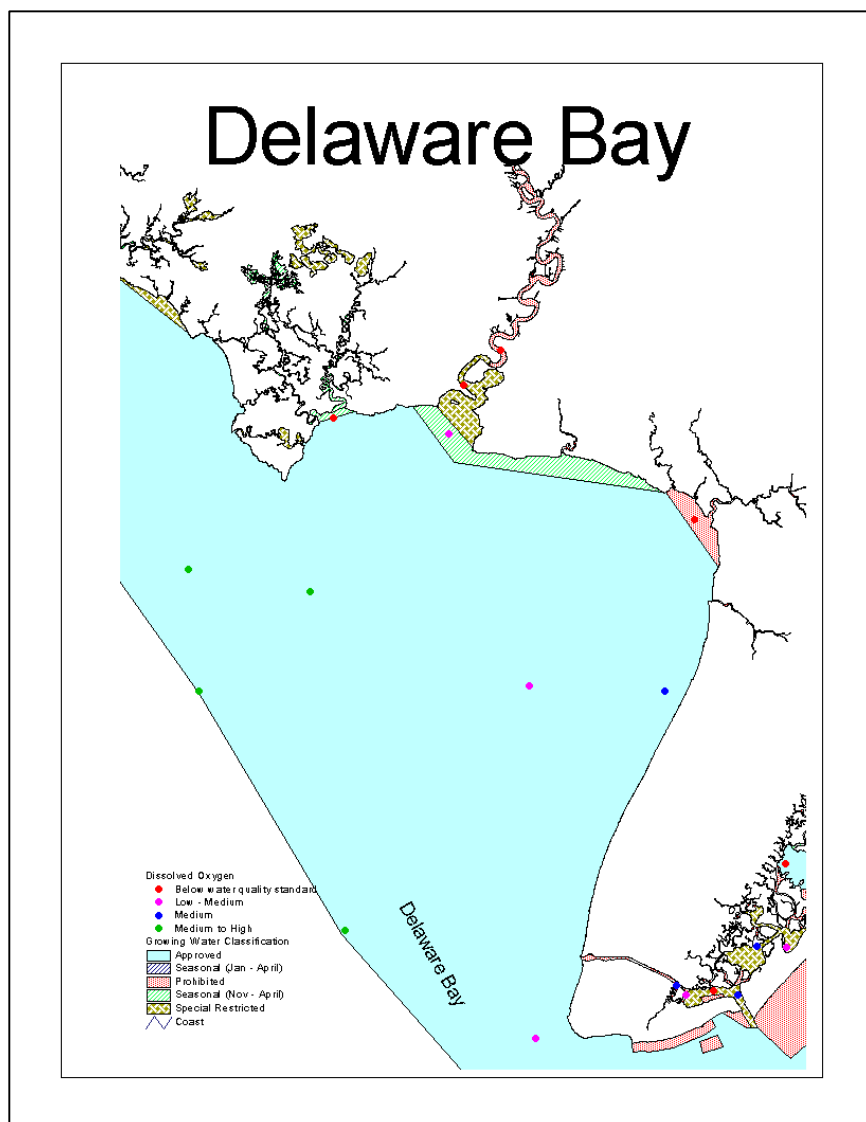 Delaware Bay
Delaware Bay
Dissolved Oxygen
Below water quality standard
Low - Medium
Medium
Medium to High
Growing Water Classification
Approved
Seasonal (Jan - April)
Prohibited
Seasonal (Nov - April)
Special Restricted
Coast